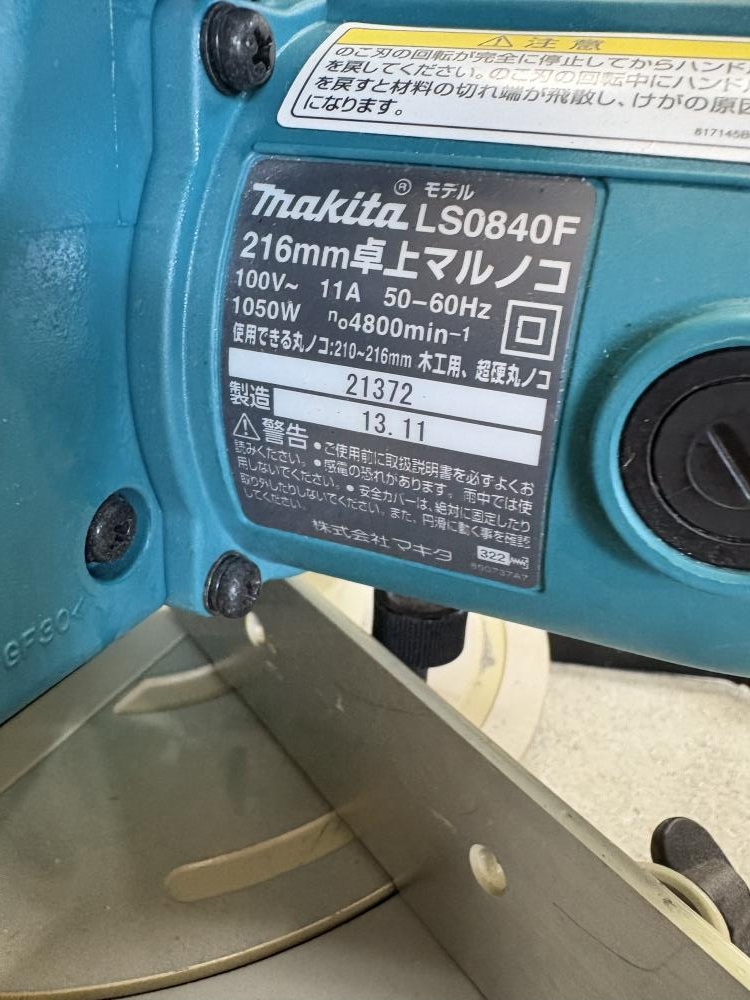 ⚠ 注意
のこ刃の回転が完全に停止してからハンド
を戻してください。のこ刃の回転中にハンド
を戻すと材料の切れ端が飛散し、けがの原因
になります。
817145B
makita ® モデル LS0840F
216mm卓上マルノコ
100V~ 11A 50-60Hz
1050W n₀4800min⁻¹
使用できる丸ノコ:210~216mm 木工用、超硬丸ノコ
21372
製造 13.11
⚠警告 ●ご使用前に取扱説明書を必ずよくお
読みください。●感電の恐れがあります。雨中では使
用しないでください。●安全カバーは、絶対に固定したり
取り外したりしないでください。また、円滑に動く事を確認
してください。
株式会社マキタ
322
890737A7
GF30<